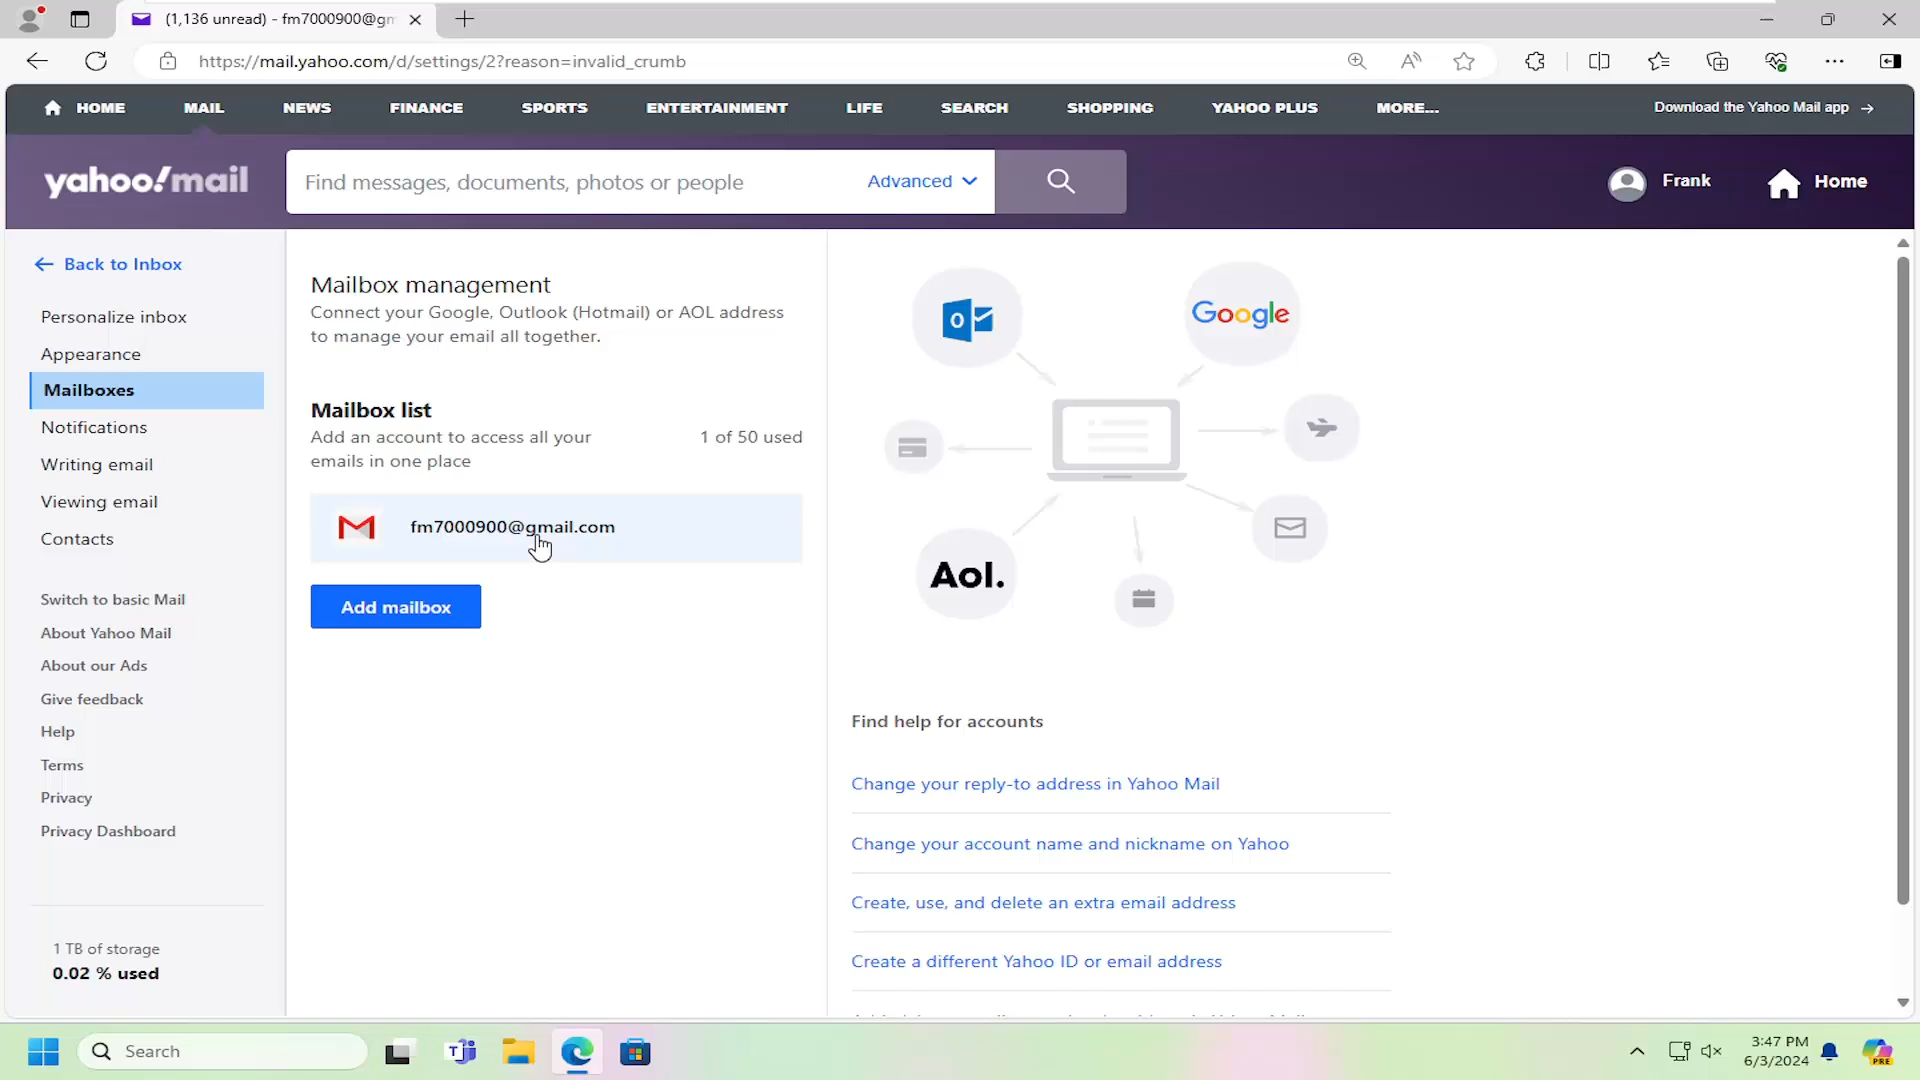 (1,136 unread) - fm7000900@gm
https://mail.yahoo.com/d/settings/2?reason=invalid_crumb
HOME MAIL NEWS FINANCE SPORTS ENTERTAINMENT LIFE SEARCH SHOPPING YAHOO PLUS MORE... Download the Yahoo Mail app →
yahoo!mail
Find messages, documents, photos or people
Advanced
Frank
Home
Back to Inbox
Personalize inbox
Appearance
Mailboxes
Notifications
Writing email
Viewing email
Contacts
Switch to basic Mail
About Yahoo Mail
About our Ads
Give feedback
Help
Terms
Privacy
Privacy Dashboard
1 TB of storage
0.02 % used
Mailbox management
Connect your Google, Outlook (Hotmail) or AOL address
to manage your email all together.
Mailbox list
Add an account to access all your
emails in one place
1 of 50 used
fm7000900@gmail.com
Add mailbox
Google
Aol.
Find help for accounts
Change your reply-to address in Yahoo Mail
Change your account name and nickname on Yahoo
Create, use, and delete an extra email address
Create a different Yahoo ID or email address
Search
3:47 PM
6/3/2024
PRE